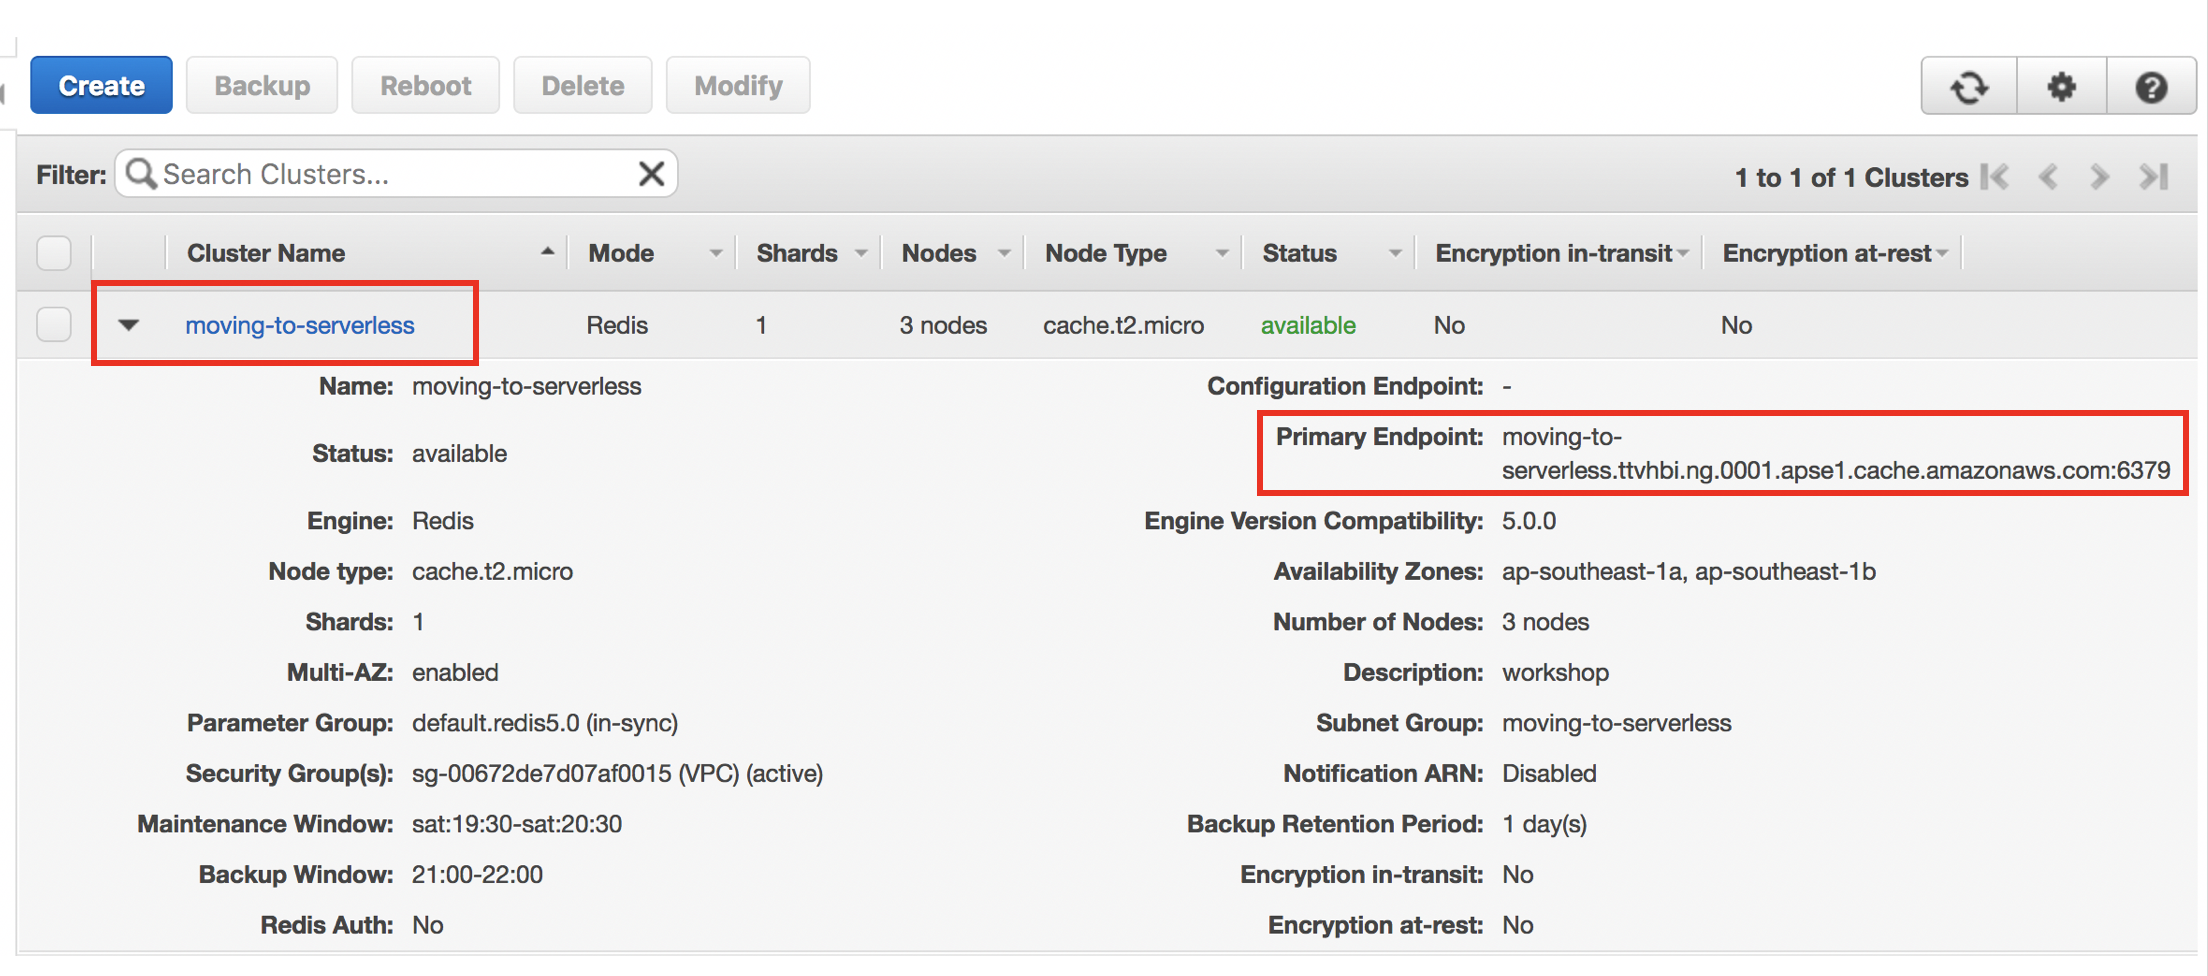 Create Backup Reboot Delete Modify
Filter: Search Clusters... 1 to 1 of 1 Clusters
Cluster Name Mode Shards Nodes Node Type Status Encryption in-transit Encryption at-rest
moving-to-serverless Redis 1 3 nodes cache.t2.micro available No No
Name: moving-to-serverless
Status: available
Engine: Redis
Node type: cache.t2.micro
Shards: 1
Multi-AZ: enabled
Parameter Group: default.redis5.0 (in-sync)
Security Group(s): sg-00672de7d07af0015 (VPC) (active)
Maintenance Window: sat:19:30-sat:20:30
Backup Window: 21:00-22:00
Redis Auth: No
Configuration Endpoint: -
Primary Endpoint: moving-to-
serverless.ttvhbi.ng.0001.apse1.cache.amazonaws.com:6379
Engine Version Compatibility: 5.0.0
Availability Zones: ap-southeast-1a, ap-southeast-1b
Number of Nodes: 3 nodes
Description: workshop
Subnet Group: moving-to-serverless
Notification ARN: Disabled
Backup Retention Period: 1 day(s)
Encryption in-transit: No
Encryption at-rest: No